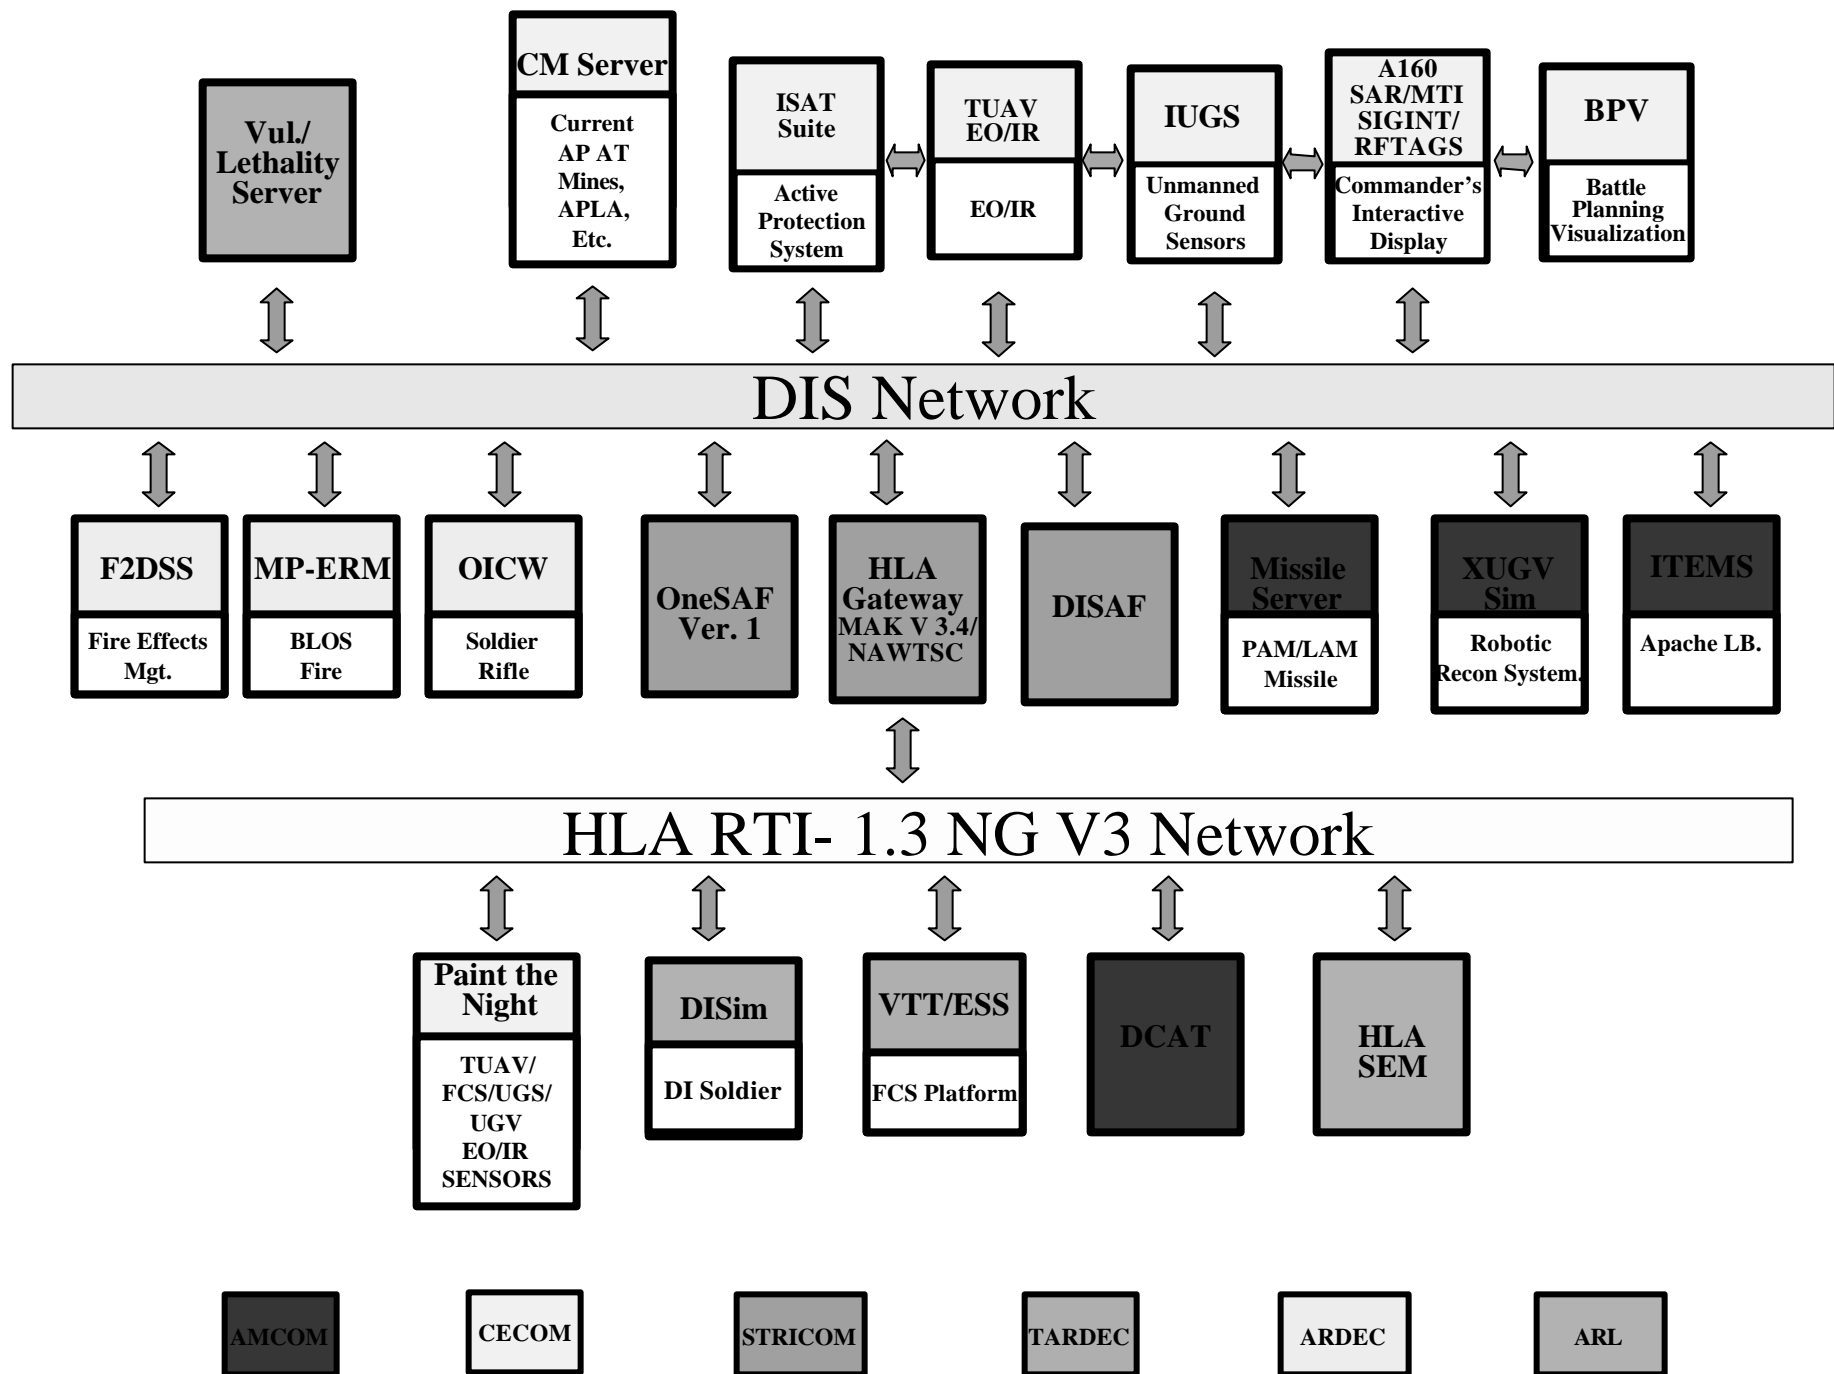 CM Server
Current
AP AT
Mines,
APLA,
Etc.
Vul./
Lethality
Server
ISAT
Suite
Active
Protection
System
TUAV
EO/IR
EO/IR
IUGS
Unmanned
Ground
Sensors
A160
SAR/MTI
SIGINT/
RFTAGS
Commander's
Interactive
Display
BPV
Battle
Planning
Visualization
DIS Network
F2DSS
Fire Effects
Mgt.
MP-ERM
BLOS
Fire
OICW
Soldier
Rifle
OneSAF
Ver. 1
HLA
Gateway
MAK V 3.4/
NAWTSC
DISAF
Missile
Server
PAM/LAM
Missile
XUGV
Sim
Robotic
Recon System.
ITEMS
Apache LB.
HLA RTI- 1.3 NG V3 Network
Paint the
Night
TUAV/
FCS/UGS/
UGV
EO/IR
SENSORS
DISim
DI Soldier
VTT/ESS
FCS Platform
DCAT
HLA
SEM
AMCOM
CECOM
STRICOM
TARDEC
ARDEC
ARL